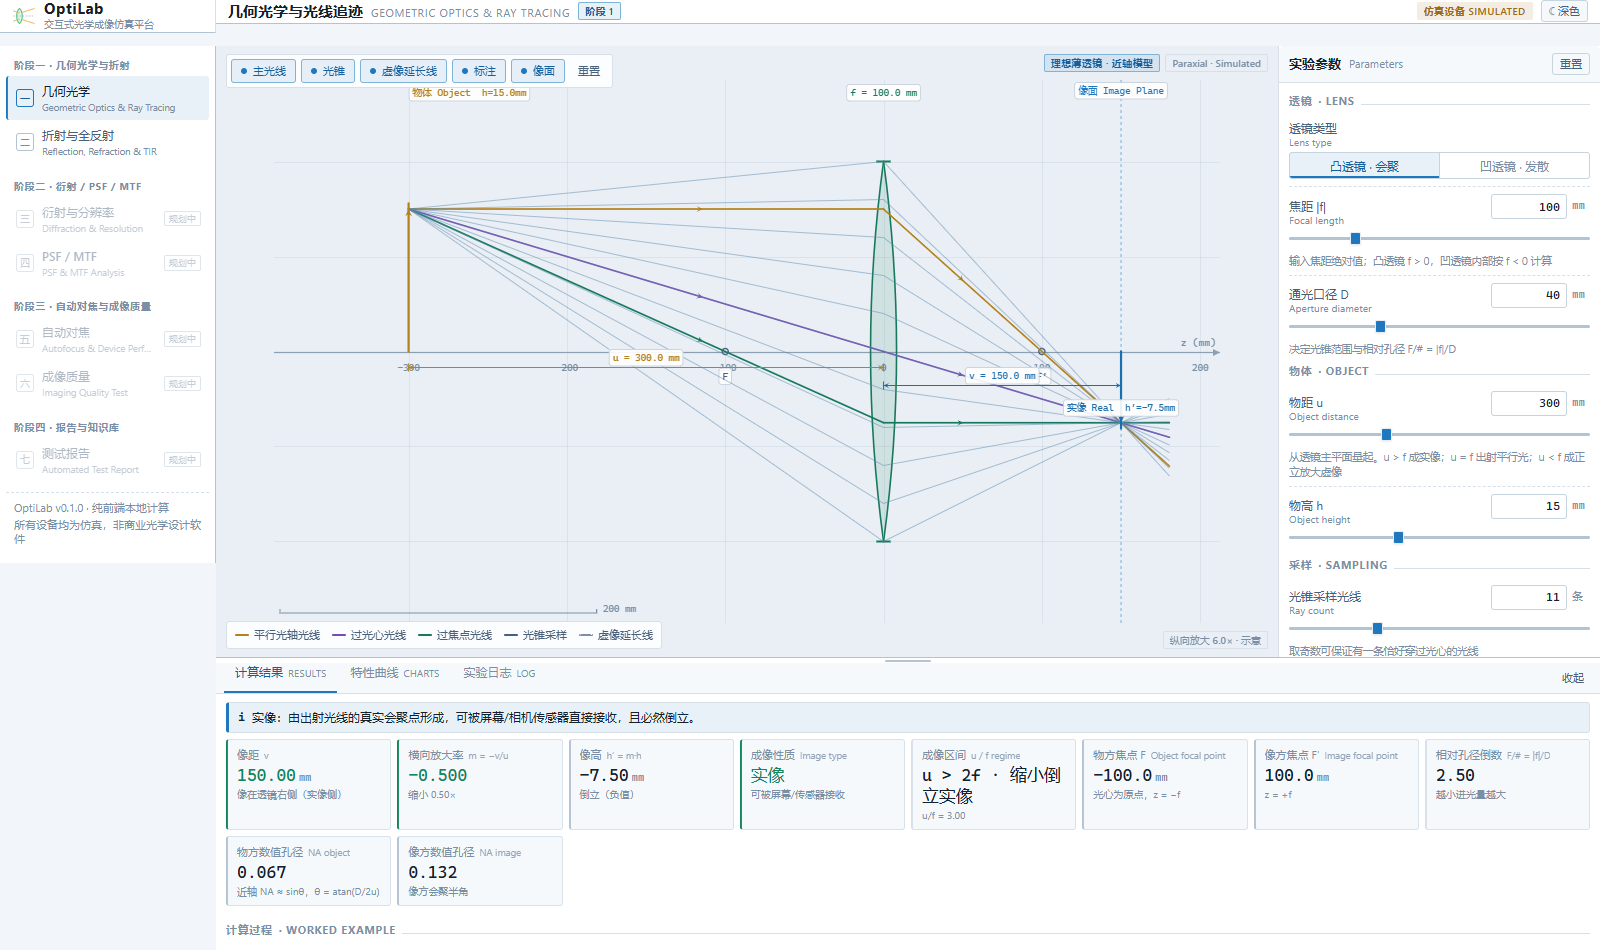 OptiLab
交互式光学成像仿真平台
几何光学与光线追迹 GEOMETRIC OPTICS & RAY TRACING 阶段 1
仿真设备 SIMULATED
☾深色
阶段一 · 几何光学与折射
一 几何光学
Geometric Optics & Ray Tracing
二 折射与全反射
Reflection, Refraction & TIR
阶段二 · 衍射 / PSF / MTF
三 衍射与分辨率 规划中
Diffraction & Resolution
四 PSF / MTF 规划中
PSF & MTF Analysis
阶段三 · 自动对焦与成像质量
五 自动对焦 规划中
Autofocus & Device Perf...
六 成像质量 规划中
Imaging Quality Test
阶段四 · 报告与知识库
七 测试报告 规划中
Automated Test Report
OptiLab v0.1.0 · 纯前端本地计算
所有设备均为仿真，非商业光学设计软
件
主光线 光锥 虚像延长线 标注 像面 重置
理想薄透镜 · 近轴模型 Paraxial · Simulated
物体 Object h=15.0mm
f = 100.0 mm
像面 Image Plane
z (mm)
u = 300.0 mm
−300 200 100 0 100 200
F
v = 150.0 mm
F'
实像 Real h'=−7.5mm
200 mm
平行光轴光线 过光心光线 过焦点光线 光锥采样 虚像延长线
纵向放大 6.0× · 示意
实验参数 Parameters 重置
透镜 · LENS
透镜类型
Lens type
凸透镜 · 会聚 凹透镜 · 发散
焦距 |f| 100 mm
Focal length
输入焦距绝对值；凸透镜 f > 0，凹透镜内部按 f < 0 计算
通光口径 D 40 mm
Aperture diameter
决定光锥范围与相对孔径 F/# = |f|/D
物体 · OBJECT
物距 u 300 mm
Object distance
从透镜主平面量起。u > f 成实像；u = f 出射平行光；u < f 成正
立放大虚像
物高 h 15 mm
Object height
采样 · SAMPLING
光锥采样光线 11 条
Ray count
取奇数可保证有一条恰好穿过光心的光线
计算结果 RESULTS 特性曲线 CHARTS 实验日志 LOG 收起
i 实像：由出射光线的真实会聚点形成，可被屏幕/相机传感器直接接收，且必然倒立。
像距 v
150.00 mm
像在透镜右侧（实像侧）
横向放大率 m = −v/u
−0.500
缩小 0.50×
像高 h' = m·h
−7.50 mm
倒立（负值）
成像性质 Image type
实像
可被屏幕/传感器接收
成像区间 u / f regime
u > 2f · 缩小倒
立实像
u/f = 3.00
物方焦点 F Object focal point
−100.0 mm
光心为原点，z = −f
像方焦点 F' Image focal point
100.0 mm
z = +f
相对孔径倒数 F/# = |f|/D
2.50
越小进光量越大
物方数值孔径 NA object
0.067
近轴 NA ≈ sinθ，θ = atan(D/2u)
像方数值孔径 NA image
0.132
像方会聚半角
计算过程 · WORKED EXAMPLE